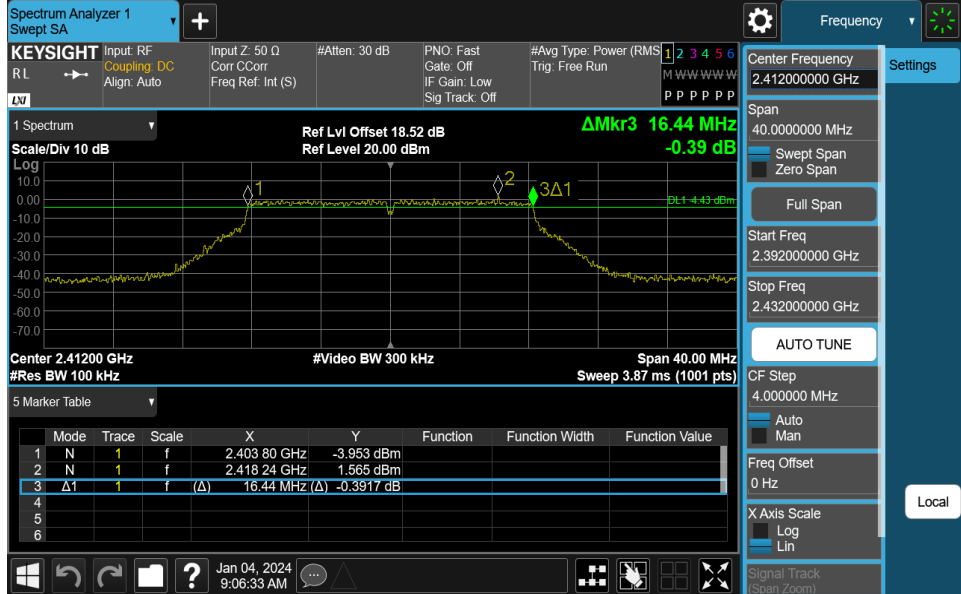 Spectrum Analyzer 1
Swept SA
+
Frequency
KEYSIGHT Input: RF Input Z: 50 Ω #Atten: 30 dB PNO: Fast #Avg Type: Power (RMS 1 2 3 4 5 6
RL Coupling: DC Corr CCorr Gate: Off Trig: Free Run M W W W W W
Align: Auto Freq Ref: Int (S) IF Gain: Low
LXI Sig Track: Off P P P P P P
Center Frequency
2.412000000 GHz
Settings
1 Spectrum
Ref Lvl Offset 18.52 dB
ΔMkr3 16.44 MHz
Scale/Div 10 dB
Ref Level 20.00 dBm
-0.39 dB
Log
10.0
0.00
-10.0
-20.0
-30.0
-40.0
-50.0
-60.0
-70.0
1
2
3Δ1
DL1 -4.43 dBm
Center 2.41200 GHz #Video BW 300 kHz Span 40.00 MHz
#Res BW 100 kHz Sweep 3.87 ms (1001 pts)
Span
40.0000000 MHz
Swept Span
Zero Span
Full Span
Start Freq
2.392000000 GHz
Stop Freq
2.432000000 GHz
AUTO TUNE
CF Step
4.000000 MHz
Auto
Man
Freq Offset
0 Hz
X Axis Scale
Log
Lin
Signal Track
(Span Zoom)
Local
5 Marker Table
Mode Trace Scale X Y Function Function Width Function Value
1 N 1 f 2.403 80 GHz -3.953 dBm
2 N 1 f 2.418 24 GHz 1.565 dBm
3 Δ1 1 f (Δ) 16.44 MHz (Δ) -0.3917 dB
4
5
6
?
Jan 04, 2024
9:06:33 AM